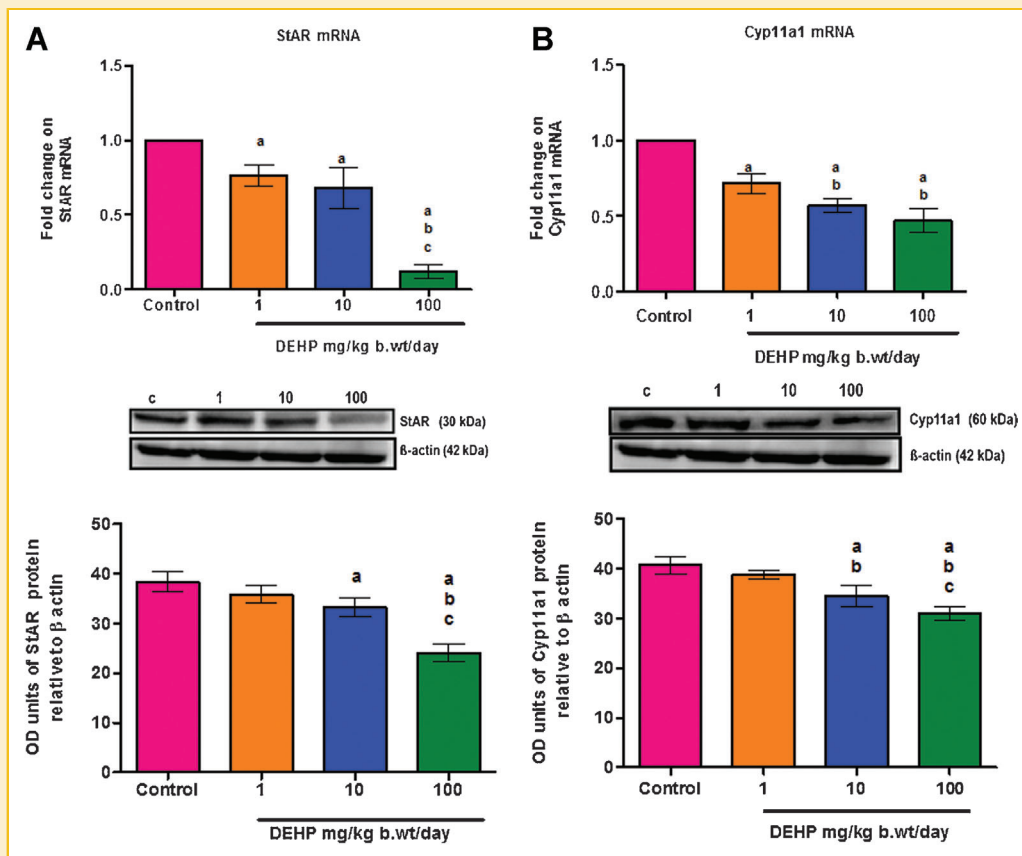 A
StAR mRNA
Fold change on
StAR mRNA
1.5
1.0
0.5
0.0
a
a
a
b
c
Control
1
10
100
DEHP mg/kg b.wt/day
c 1 10 100
StAR (30 kDa)
ß-actin (42 kDa)
OD units of StAR protein
relative to β actin
50
40
30
20
10
0
a
a
b
c
Control
1
10
100
DEHP mg/kg b.wt/day
B
Cyp11a1 mRNA
Fold change on
Cyp11a1 mRNA
1.5
1.0
0.5
0.0
a
a
b
a
b
Control
1
10
100
DEHP mg/kg b.wt/day
c 1 10 100
Cyp11a1 (60 kDa)
ß-actin (42 kDa)
OD units of Cyp11a1 protein
relative to β actin
50
40
30
20
10
0
a
b
a
b
c
Control
1
10
100
DEHP mg/kg b.wt/day